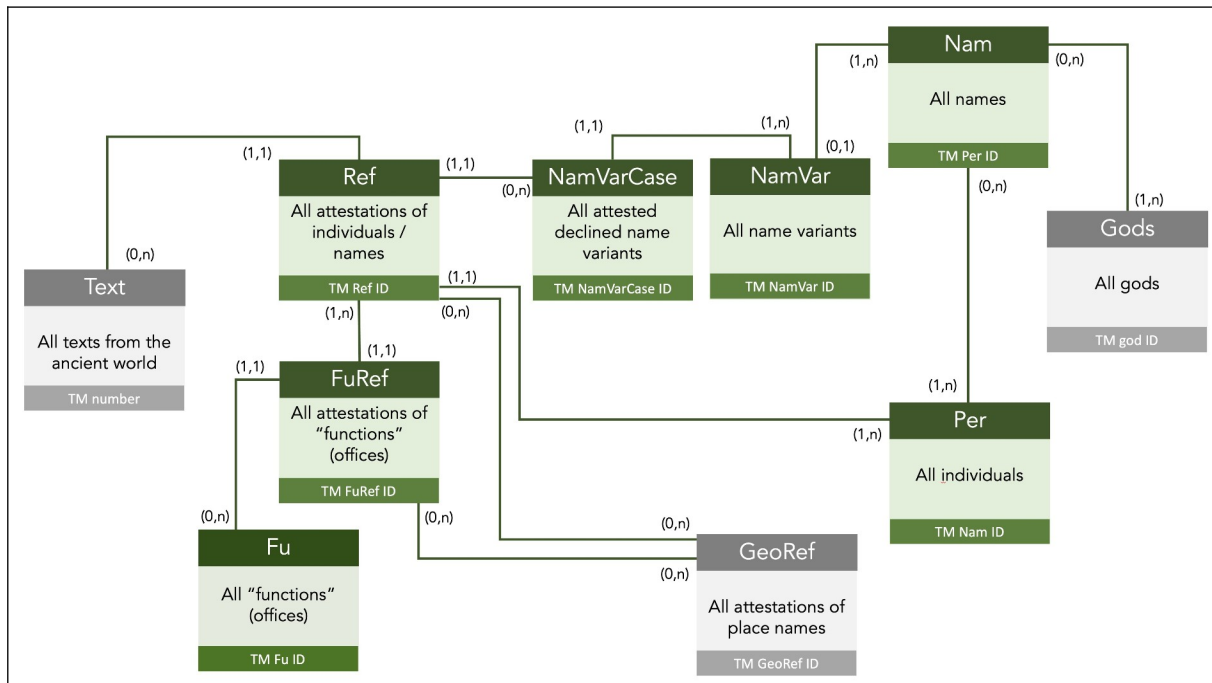 Nam
All names
TM Per ID
(1,n)
(0,n)
(0,1)
(0,n)
(1,n)
(1,n)
(1,1)
(1,n)
(1,1)
(1,1)
(0,n)
Ref
All attestations of
individuals /
names
TM Ref ID
NamVarCase
All attested
declined name
variants
TM NamVarCase ID
NamVar
All name variants
TM NamVar ID
Gods
All gods
TM god ID
(0,n)
Text
All texts from the
ancient world
TM number
(1,1)
(0,n)
(1,n)
(1,1)
(1,1)
FuRef
All attestations of
“functions”
(offices)
TM FuRef ID
(1,n)
Per
All individuals
TM Nam ID
(0,n)
(0,n)
(0,n)
(0,n)
Fu
All “functions”
(offices)
TM Fu ID
GeoRef
All attestations of
place names
TM GeoRef ID